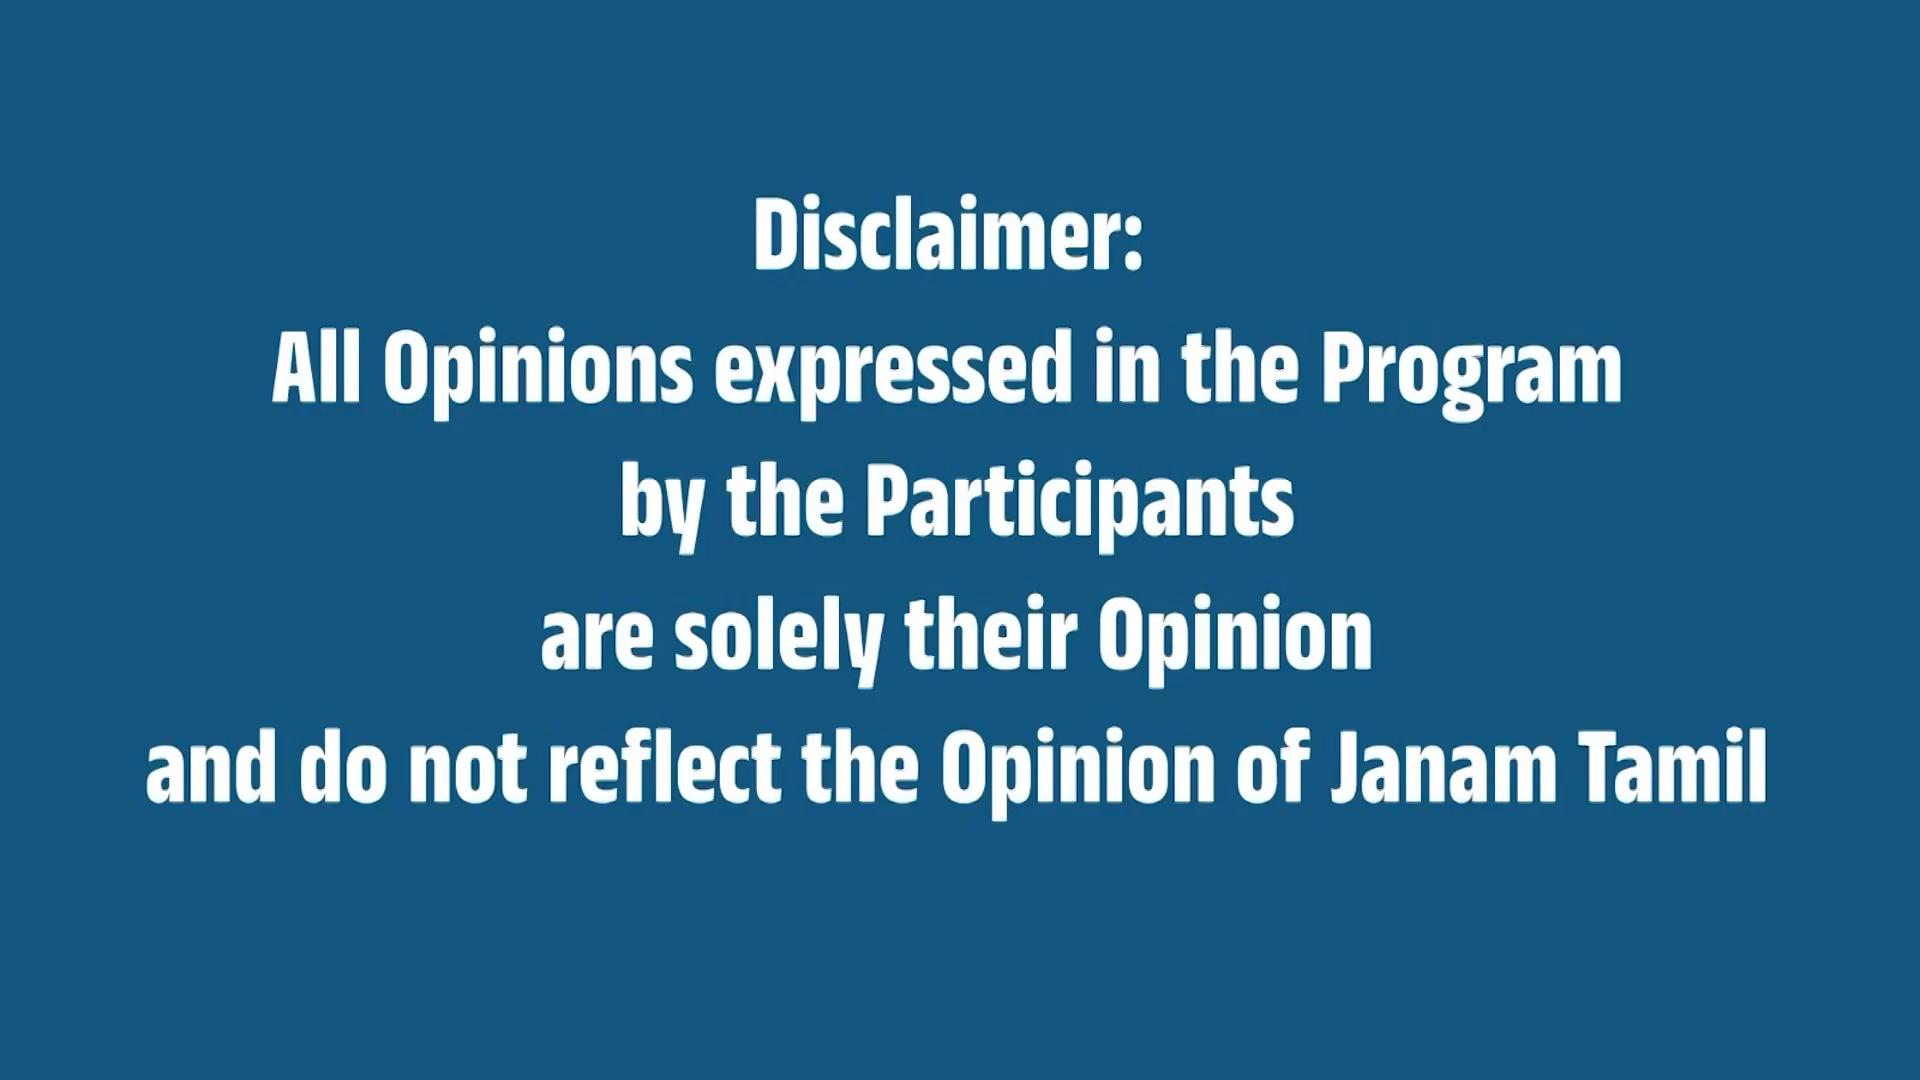 Disclaimer:
All Opinions expressed in the Program
by the Participants
are solely their Opinion
and do not reflect the Opinion of Janam Tamil